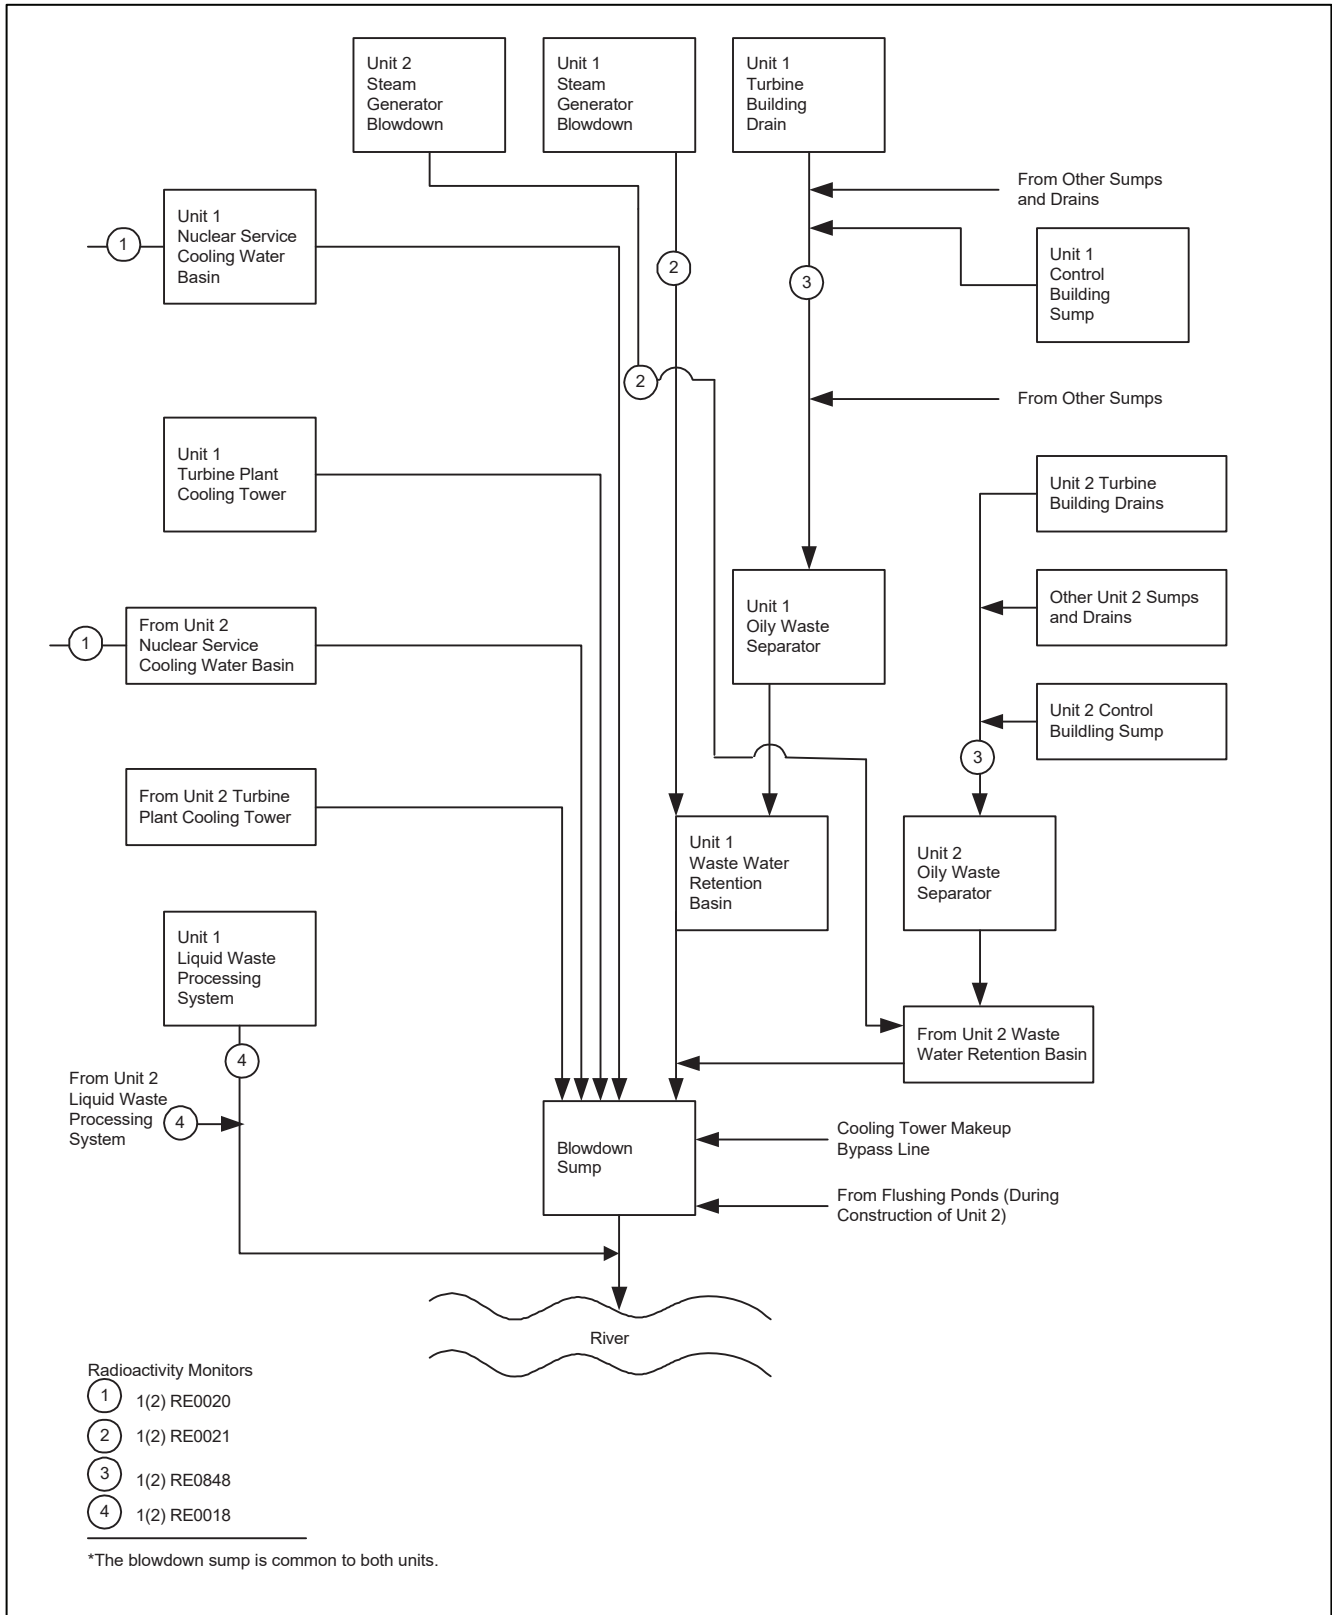 Unit 2
Steam
Generator
Blowdown
Unit 1
Steam
Generator
Blowdown
Unit 1
Turbine
Building
Drain
From Other Sumps
and Drains
Unit 1
Nuclear Service
Cooling Water
Basin
1
2
3
Unit 1
Control
Building
Sump
2
From Other Sumps
Unit 1
Turbine Plant
Cooling Tower
Unit 2 Turbine
Building Drains
Unit 1
Oily Waste
Separator
Other Unit 2 Sumps
and Drains
1
From Unit 2
Nuclear Service
Cooling Water Basin
Unit 2 Control
Buildling Sump
3
From Unit 2 Turbine
Plant Cooling Tower
Unit 1
Waste Water
Retention
Basin
Unit 2
Oily Waste
Separator
Unit 1
Liquid Waste
Processing
System
4
From Unit 2 Waste
Water Retention Basin
From Unit 2
Liquid Waste
Processing
System
4
Blowdown
Sump
Cooling Tower Makeup
Bypass Line
From Flushing Ponds (During
Construction of Unit 2)
River
Radioactivity Monitors
1 1(2) RE0020
2 1(2) RE0021
3 1(2) RE0848
4 1(2) RE0018
*The blowdown sump is common to both units.